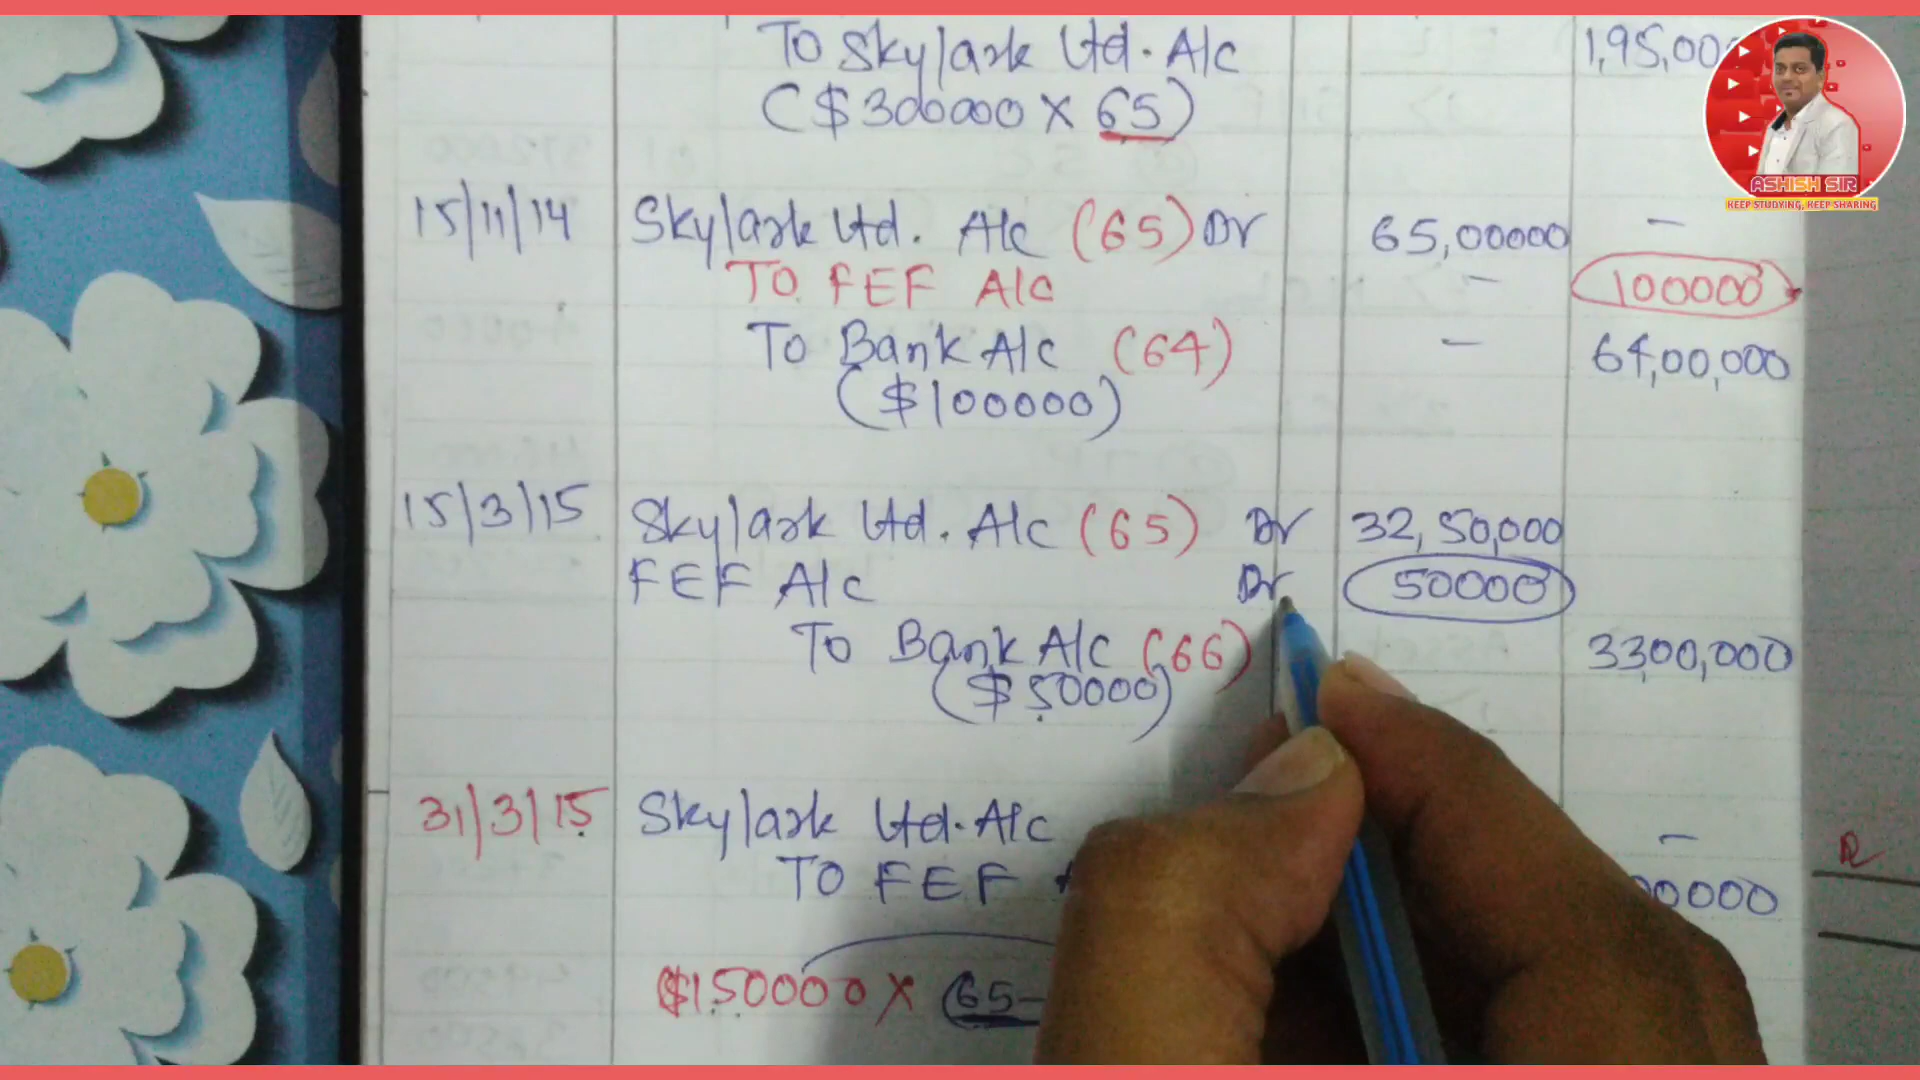 To Skylark Ltd. A/c 1,95,00
($300000 X 65)
ASHISH SIR
KEEP STUDYING, KEEP SHARING
15/11/14 Skylark Ltd. A/c (65) Dr 65,00000 -
To FEF A/c - 100000
To Bank A/c (64) - 64,00,000
($100000)
15/3/15 Skylark Ltd. A/c (65) Dr 32,50,000
FEF A/c Dr 50000
To Bank A/c (66) 3300,000
($50000)
31/3/15 Skylark Ltd. A/c -
To FEF 0000
$150000 X (65-